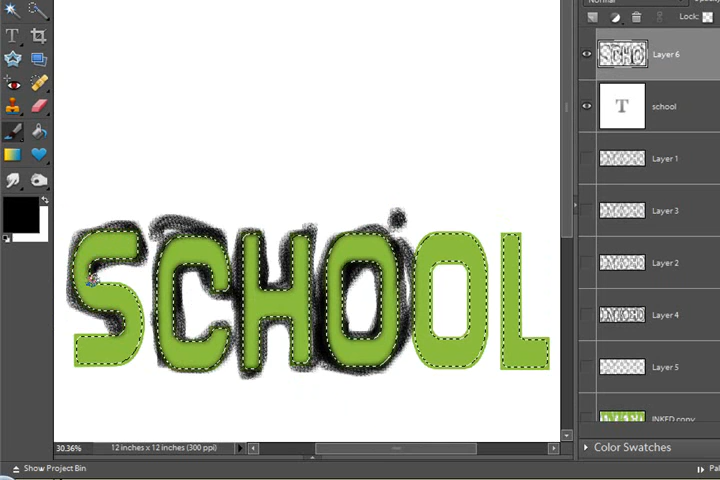 Normal
Lock:
Layer 6
T
school
Layer 1
Layer 3
Layer 2
Layer 4
Layer 5
INKED copy
SCHOOL
30.36%
12 inches x 12 inches (300 ppi)
Color Swatches
Show Project Bin
Pal